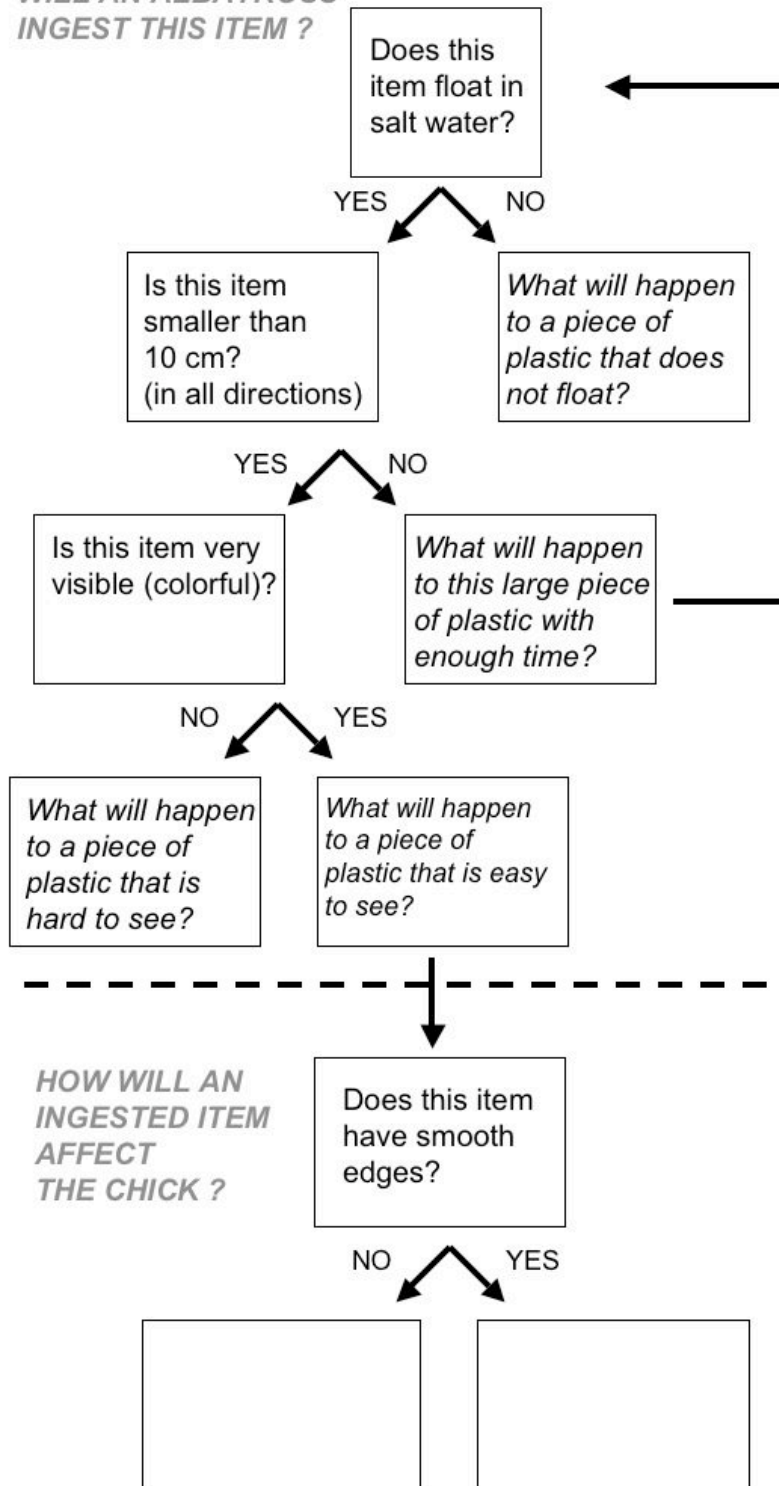 INGEST THIS ITEM ?
Does this
item float in
salt water?
YES
NO
Is this item
smaller than
10 cm?
(in all directions)
What will happen
to a piece of
plastic that does
not float?
YES
NO
Is this item very
visible (colorful)?
What will happen
to this large piece
of plastic with
enough time?
NO
YES
What will happen
to a piece of
plastic that is
hard to see?
What will happen
to a piece of
plastic that is easy
to see?
HOW WILL AN
INGESTED ITEM
AFFECT
THE CHICK ?
Does this item
have smooth
edges?
NO
YES